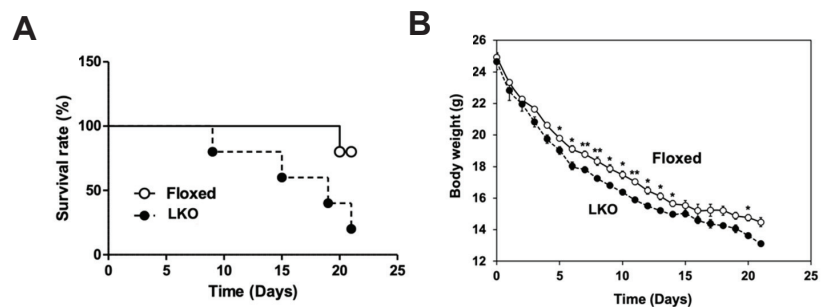 A
150
100
50
0
Survival rate (%)
Floxed
LKO
0 5 10 15 20 25
Time (Days)
B
26
24
22
20
18
16
14
12
Body weight (g)
* * ** ** * * ** * * * *
Floxed
LKO
0 5 10 15 20 25
Time (Days)